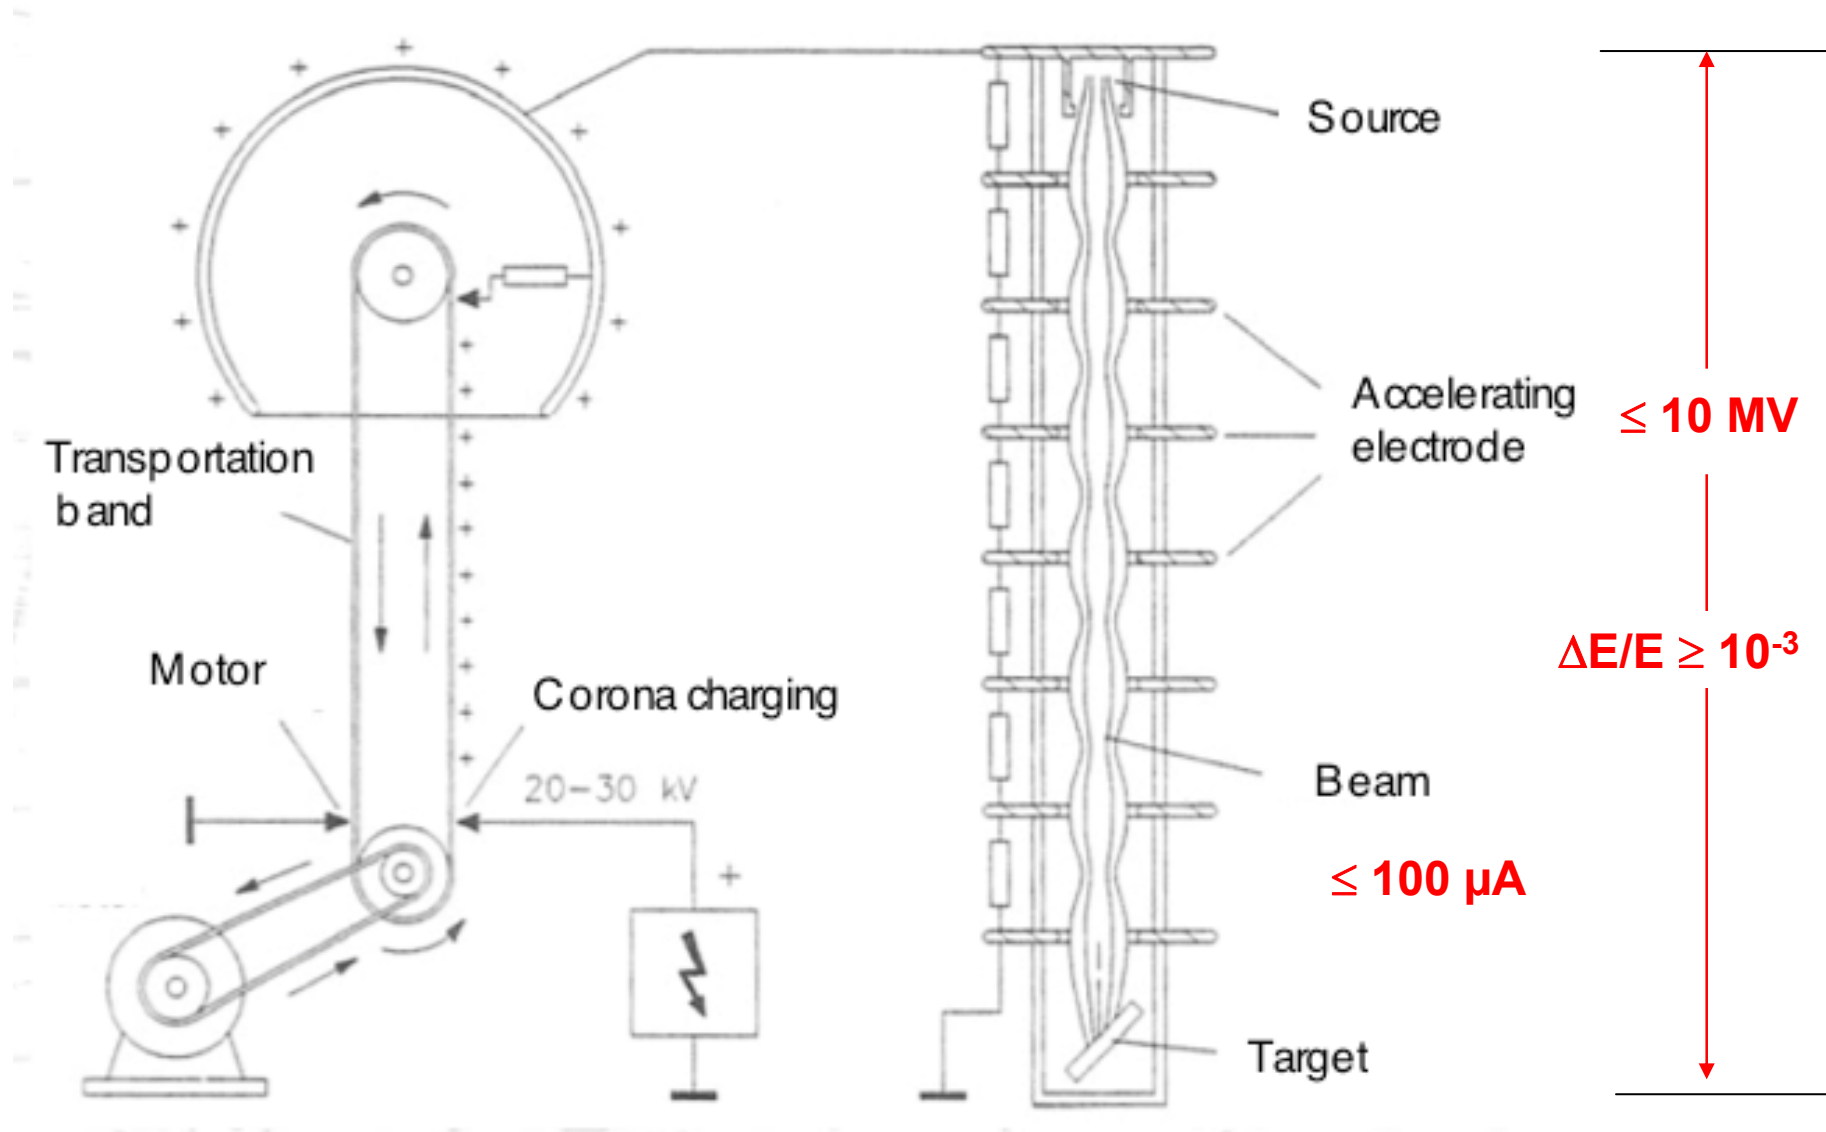 Source
Accelerating
electrode
≤ 10 MV
Transportation
band
ΔE/E ≥ 10⁻³
Motor
Corona charging
20-30 kV
Beam
≤ 100 µA
Target